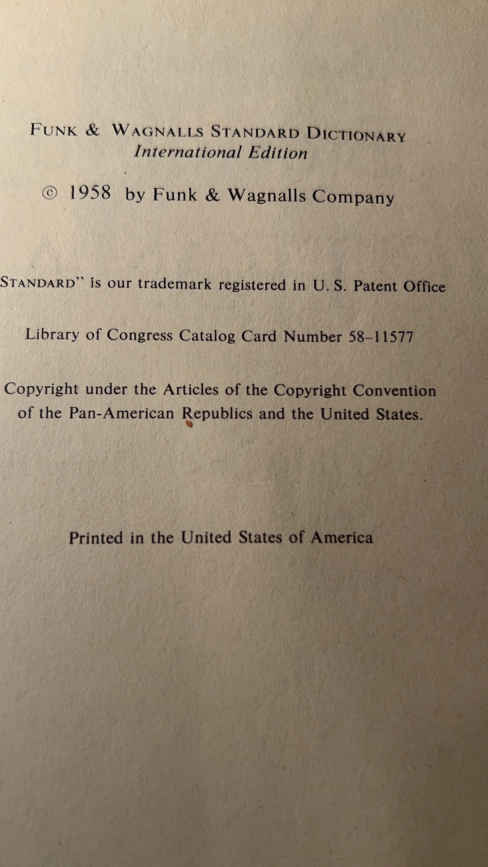 FUNK & WAGNALLS STANDARD DICTIONARY
International Edition
© 1958 by Funk & Wagnalls Company
STANDARD" is our trademark registered in U. S. Patent Office
Library of Congress Catalog Card Number 58–11577
Copyright under the Articles of the Copyright Convention
of the Pan-American Republics and the United States.
Printed in the United States of America